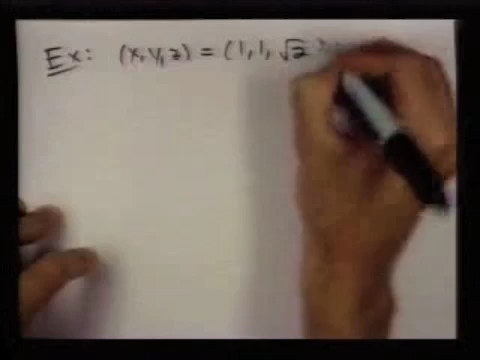 Ex: (x,y,z) = (1, 1, √2)